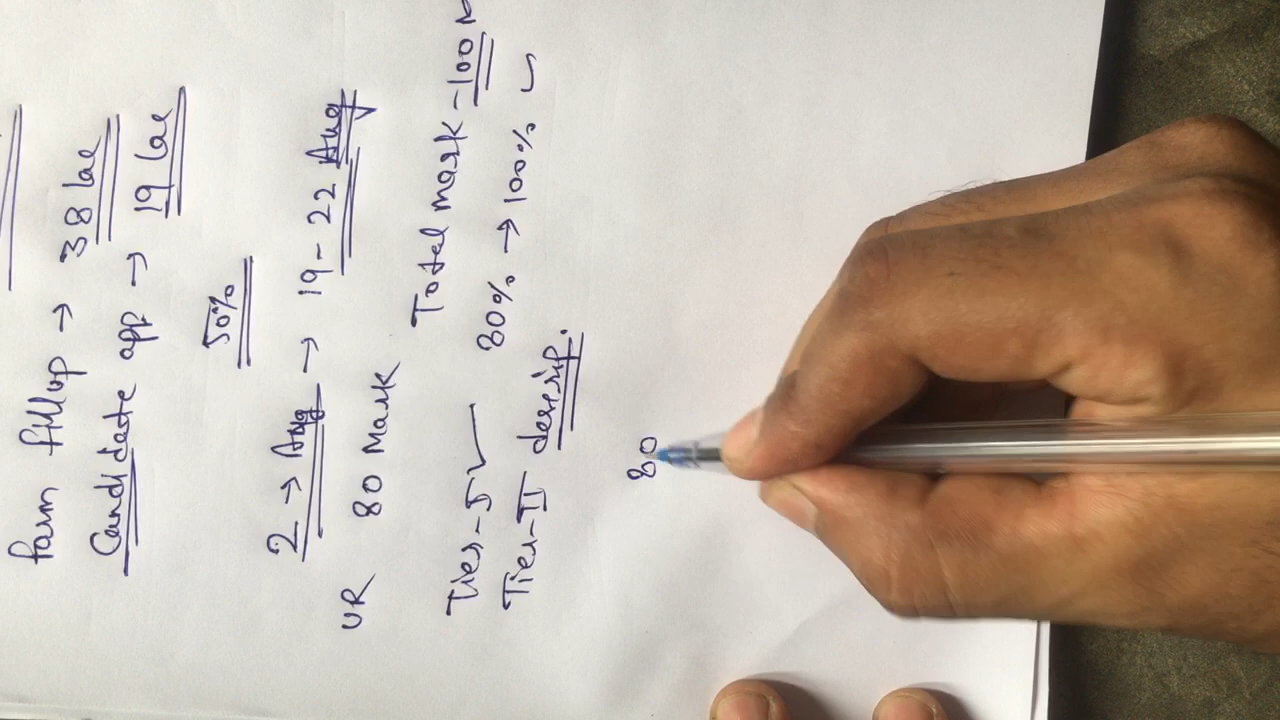 Form fillup → 38 lac
Candidate app → 19 lac
50%
2 → Aug → 19-22 Aug
UR 80 Mark
Total mark - 100
Tier-I
80% → 100%
Tier-II descrip.
80